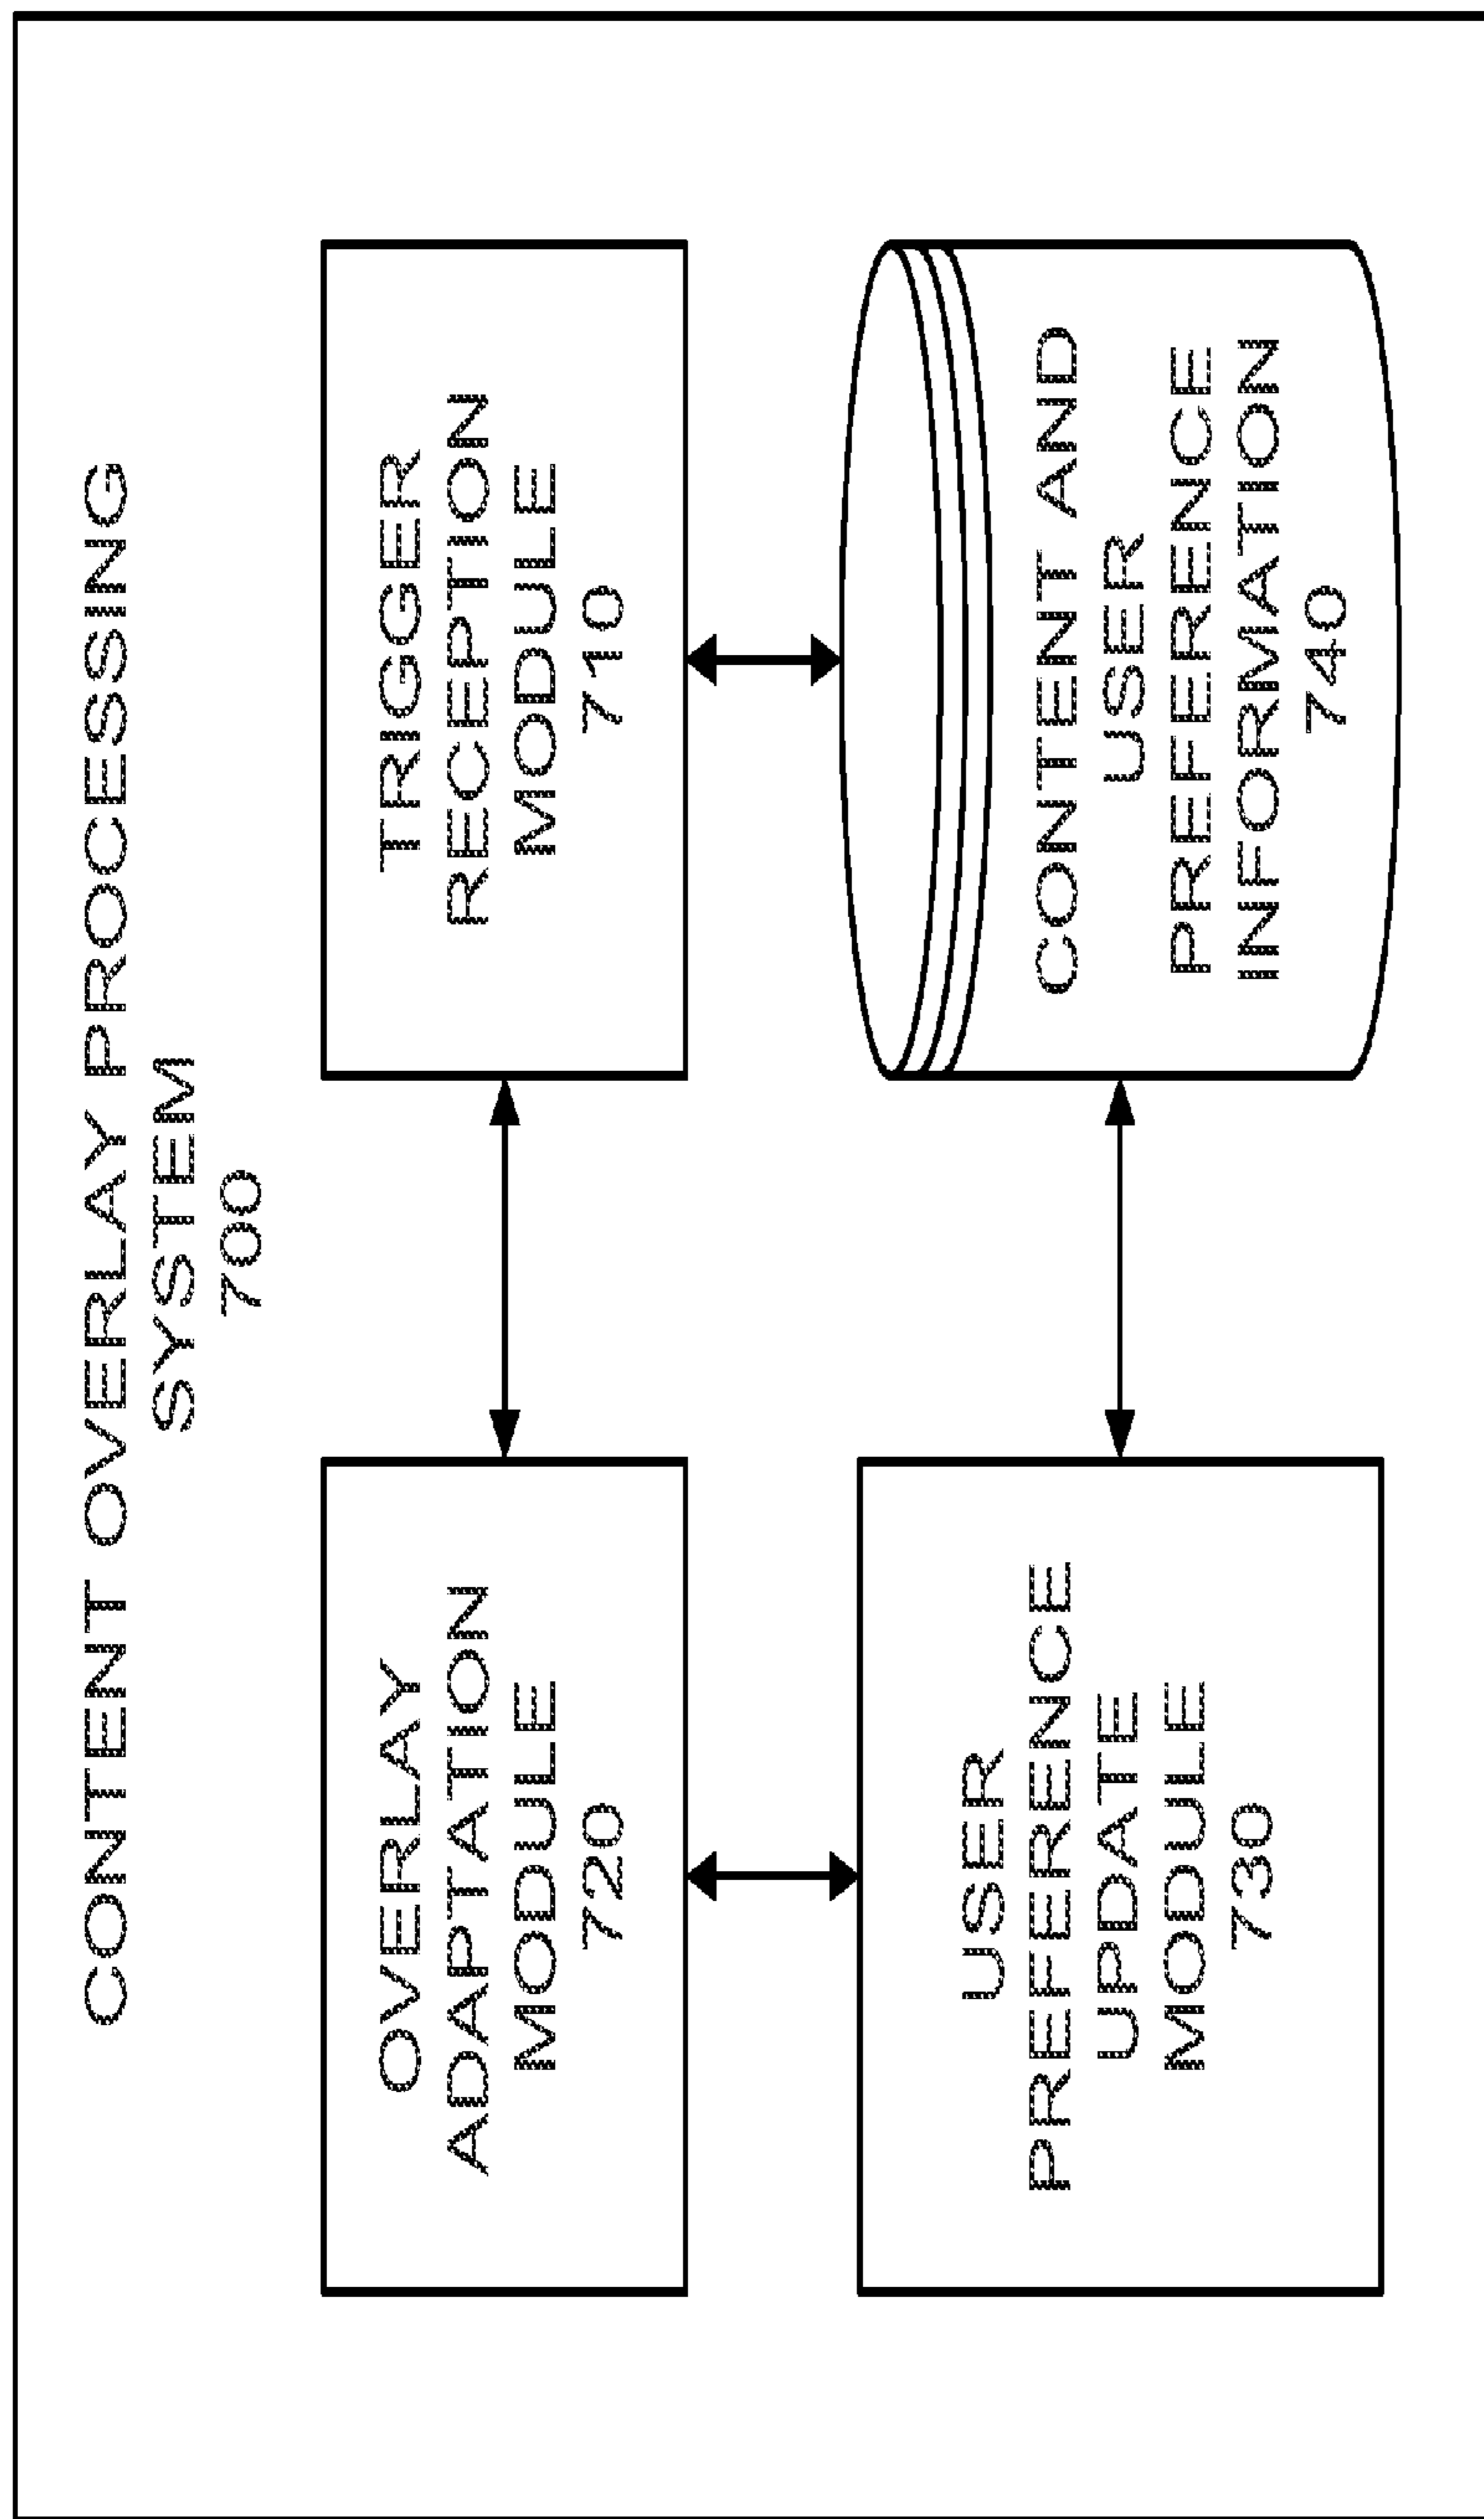 CONTENT OVERLAY PROCESSING
SYSTEM
700
OVERLAY
ADAPTATION
MODULE
720
TRIGGER
RECEPTION
MODULE
710
USER
PREFERENCE
UPDATE
MODULE
730
CONTENT AND
USER
PREFERENCE
INFORMATION
740